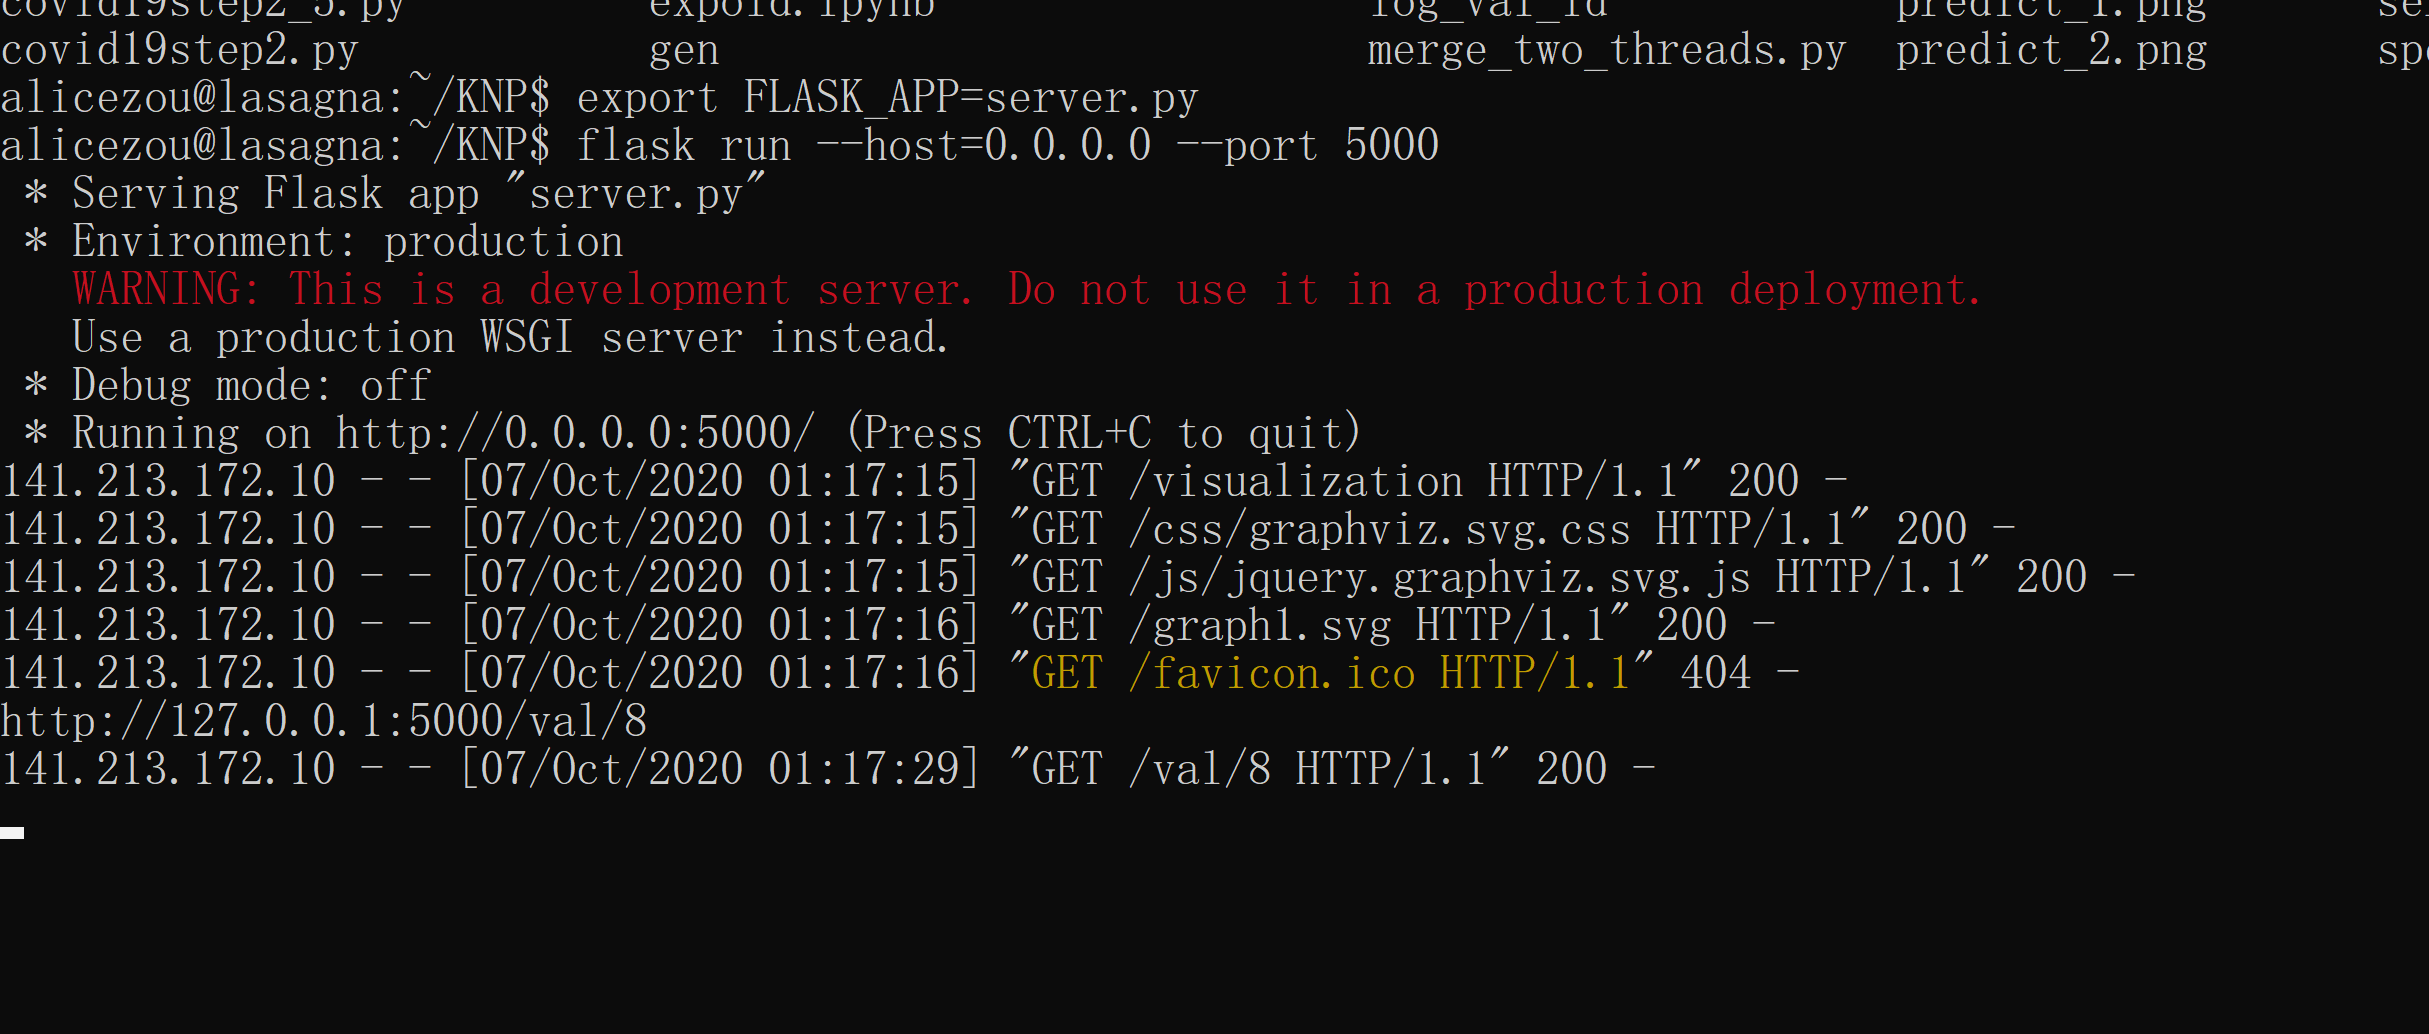 covid19step2_5.py expold.ipynb log_val_id predict_1.png
covid19step2.py gen merge_two_threads.py predict_2.png
alicezou@lasagna:~/KNP$ export FLASK_APP=server.py
alicezou@lasagna:~/KNP$ flask run --host=0.0.0.0 --port 5000
* Serving Flask app "server.py"
* Environment: production
WARNING: This is a development server. Do not use it in a production deployment.
Use a production WSGI server instead.
* Debug mode: off
* Running on http://0.0.0.0:5000/ (Press CTRL+C to quit)
141.213.172.10 - - [07/Oct/2020 01:17:15] "GET /visualization HTTP/1.1" 200 -
141.213.172.10 - - [07/Oct/2020 01:17:15] "GET /css/graphviz.svg.css HTTP/1.1" 200 -
141.213.172.10 - - [07/Oct/2020 01:17:15] "GET /js/jquery.graphviz.svg.js HTTP/1.1" 200 -
141.213.172.10 - - [07/Oct/2020 01:17:16] "GET /graph1.svg HTTP/1.1" 200 -
141.213.172.10 - - [07/Oct/2020 01:17:16] "GET /favicon.ico HTTP/1.1" 404 -
http://127.0.0.1:5000/val/8
141.213.172.10 - - [07/Oct/2020 01:17:29] "GET /val/8 HTTP/1.1" 200 -